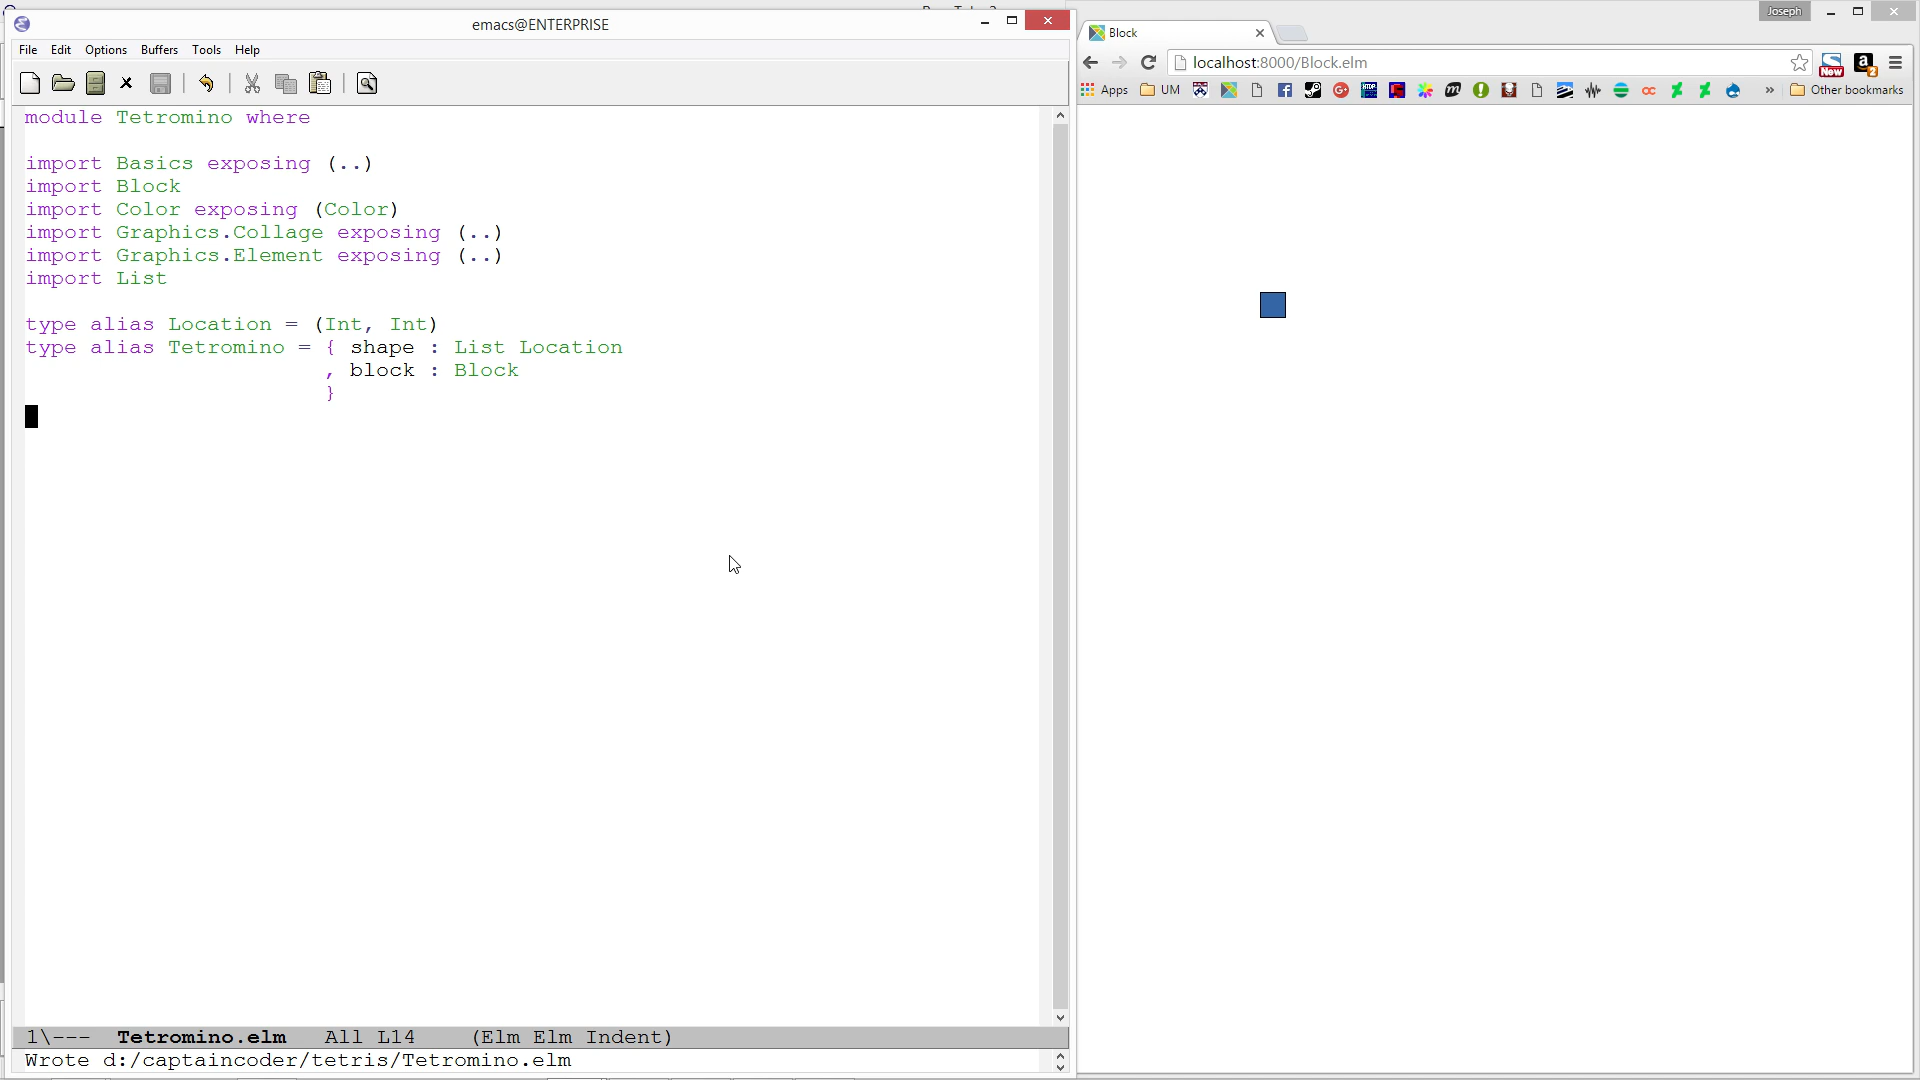 emacs@ENTERPRISE
File Edit Options Buffers Tools Help
module Tetromino where
import Basics exposing (..)
import Block
import Color exposing (Color)
import Graphics.Collage exposing (..)
import Graphics.Element exposing (..)
import List
type alias Location = (Int, Int)
type alias Tetromino = { shape : List Location
, block : Block
}
1\--- Tetromino.elm All L14 (Elm Elm Indent)
Wrote d:/captaincoder/tetris/Tetromino.elm
Joseph
Block
localhost:8000/Block.elm
New
a 2
Apps UM » Other bookmarks